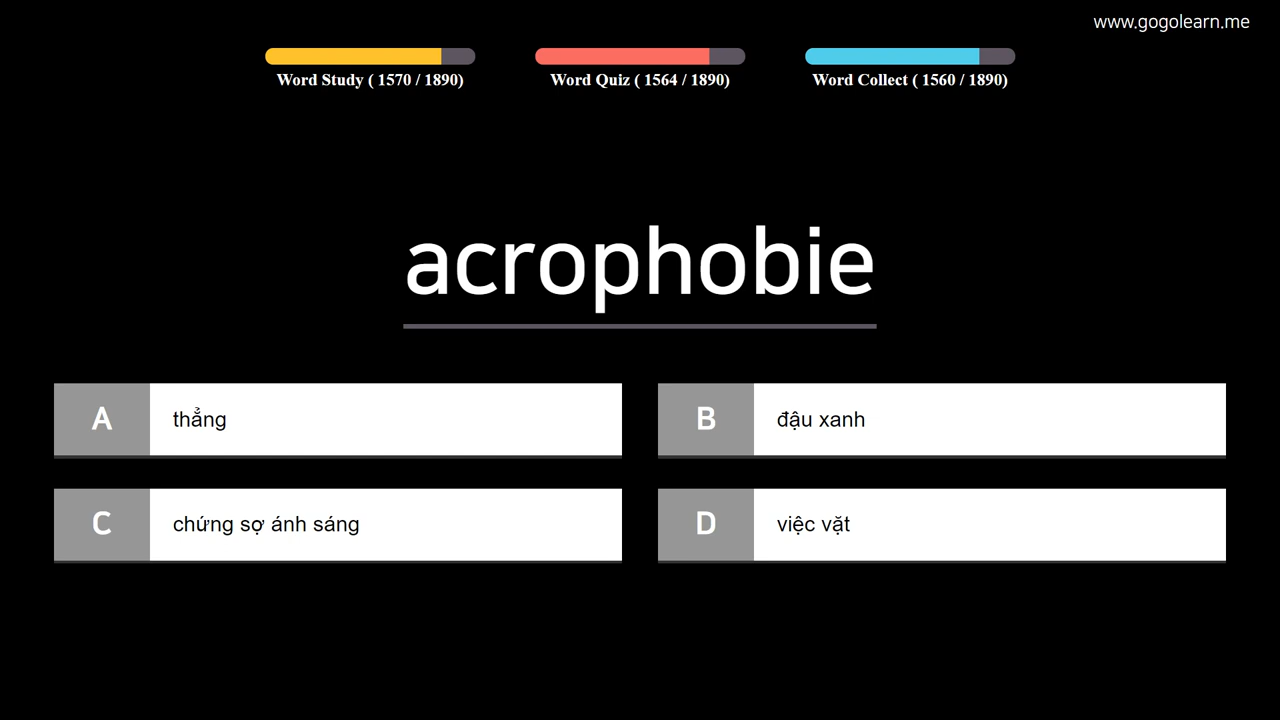 www.gogolearn.me
Word Study ( 1570 / 1890)
Word Quiz ( 1564 / 1890)
Word Collect ( 1560 / 1890)
acrophobie
A thẳng
B đậu xanh
C chứng sợ ánh sáng
D việc vặt